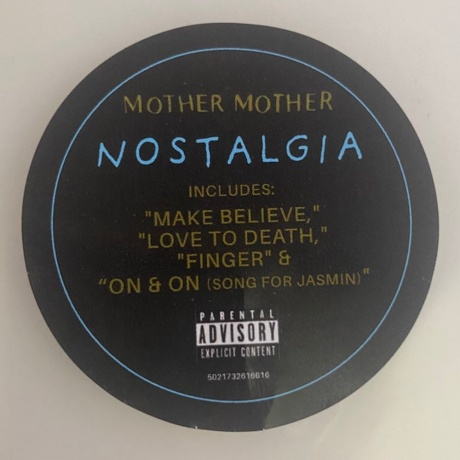 MOTHER MOTHER
NOSTALGIA
INCLUDES:
"MAKE BELIEVE,"
"LOVE TO DEATH,"
"FINGER" &
“ON & ON (SONG FOR JASMIN)"
PARENTAL
ADVISORY
EXPLICIT CONTENT
5021732616616